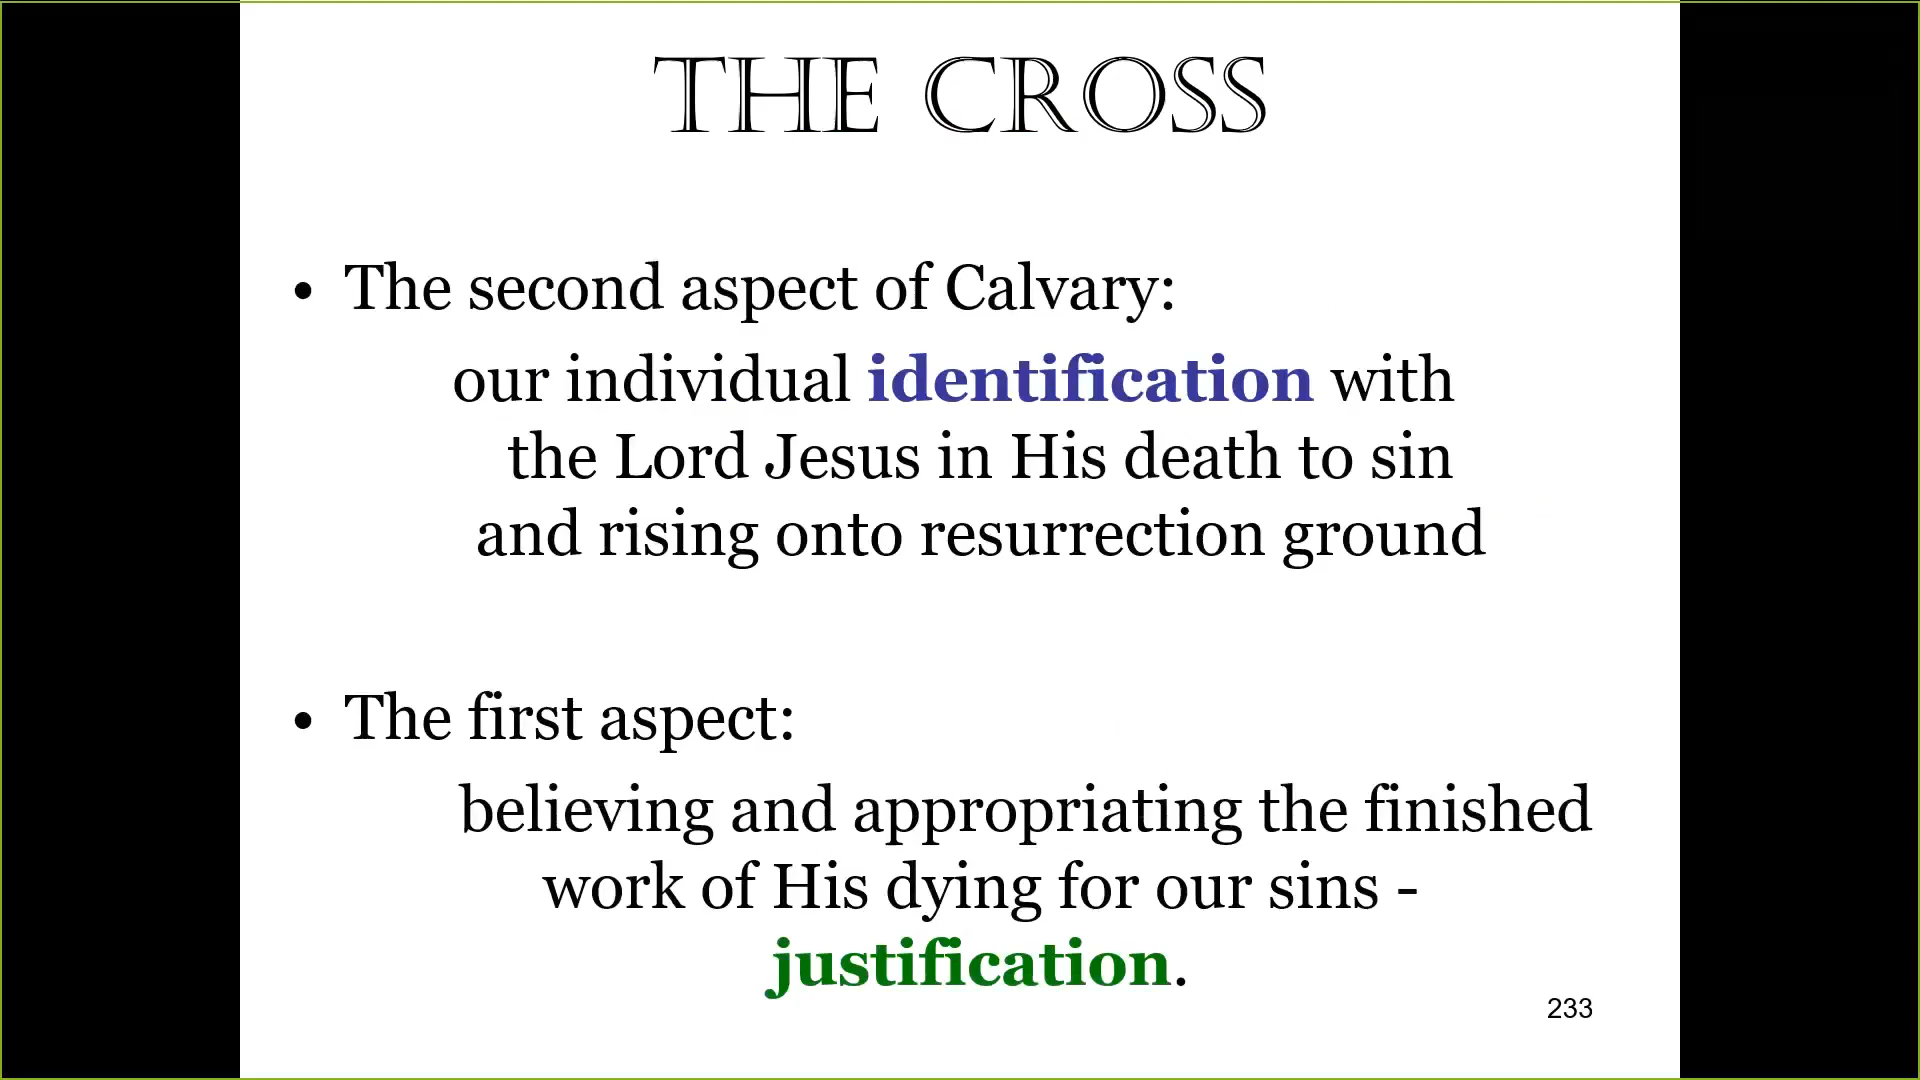 THE CROSS
• The second aspect of Calvary:
our individual identification with
the Lord Jesus in His death to sin
and rising onto resurrection ground
• The first aspect:
believing and appropriating the finished
work of His dying for our sins -
justification.
233